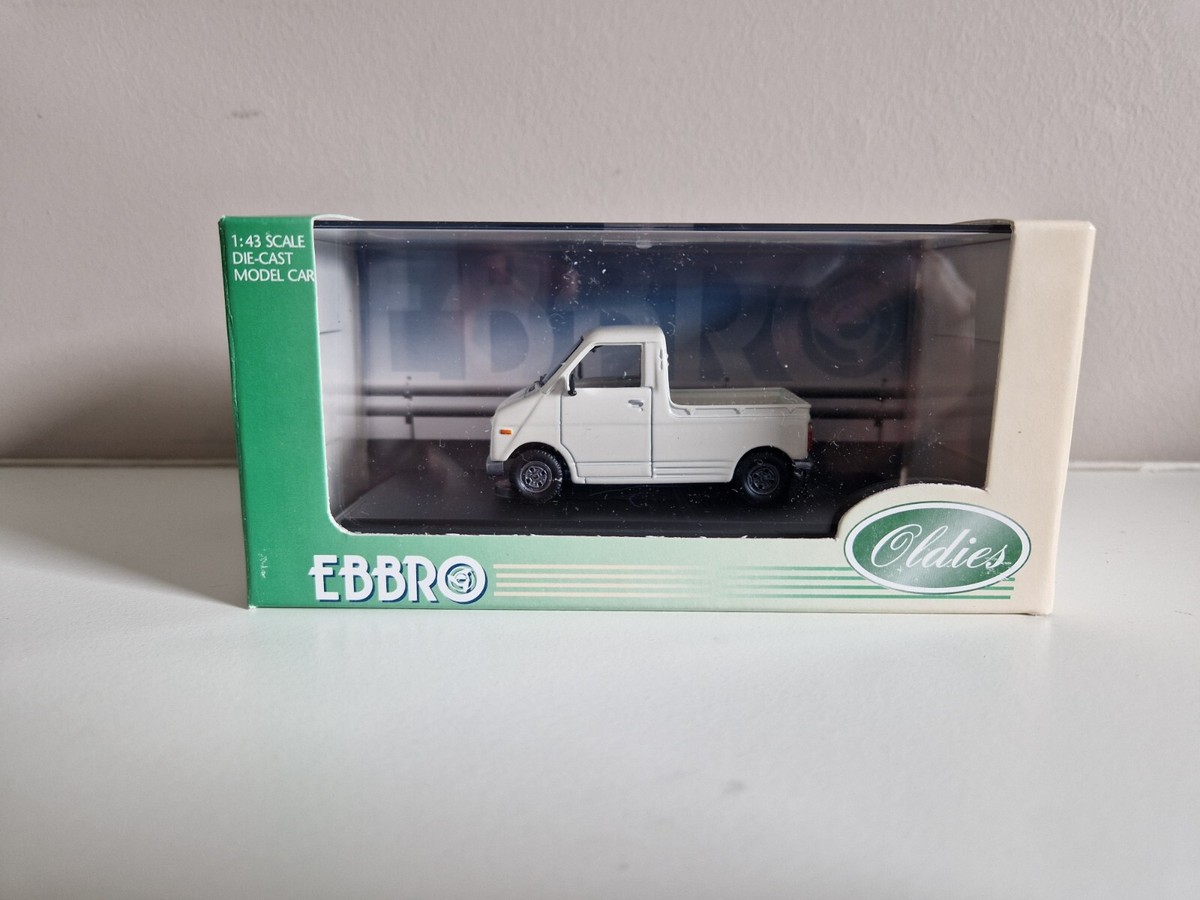 1:43 SCALE
DIE-CAST
MODEL CAR
EBBRO
EBBRO
Oldies